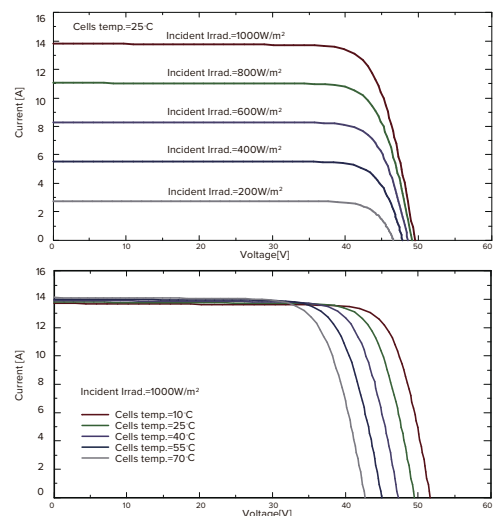 16
Cells temp.=25°C
14
Incident Irrad.=1000W/m²
12
Incident Irrad.=800W/m²
10
Current [A]
8
Incident Irrad.=600W/m²
6
Incident Irrad.=400W/m²
4
Incident Irrad.=200W/m²
2
0
0 10 20 30 40 50 60
Voltage[V]
16
14
12
10
Current [A]
8
Incident Irrad.=1000W/m²
6
Cells temp.=10°C
Cells temp.=25°C
4
Cells temp.=40°C
Cells temp.=55°C
Cells temp.=70°C
2
0
0 10 20 30 40 50 60
Voltage[V]